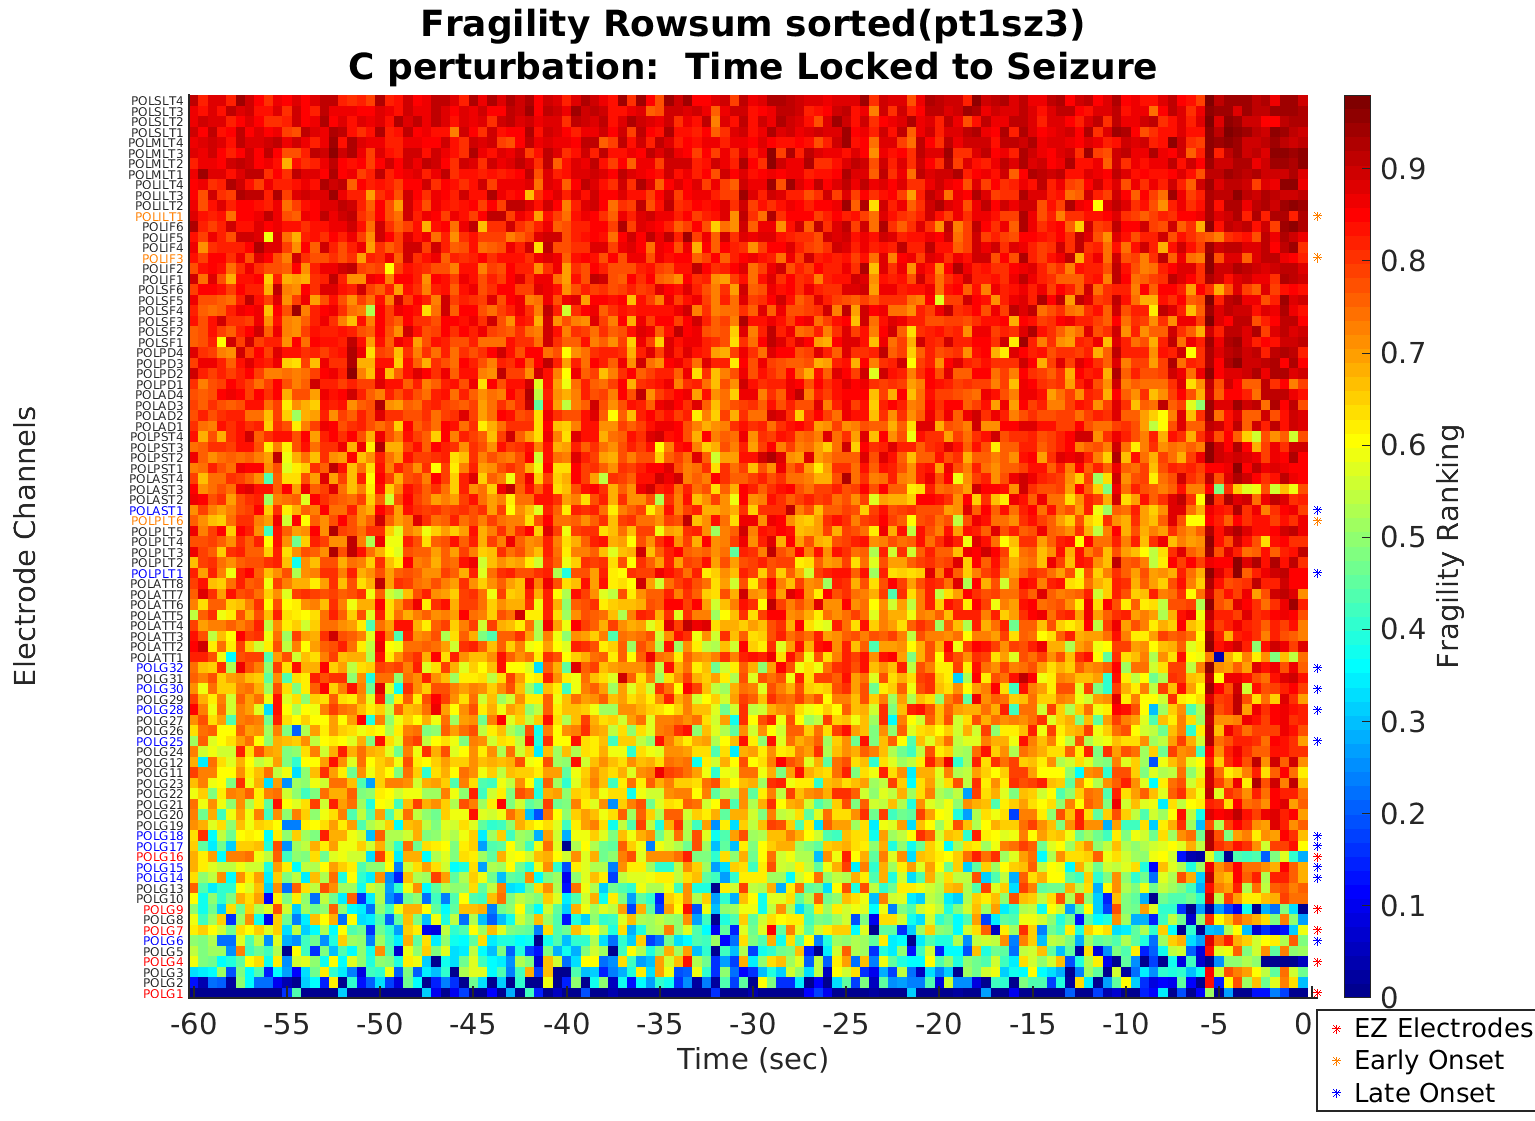 Fragility Rowsum sorted(pt1sz3)
C perturbation:  Time Locked to Seizure
Electrode Channels
POLSLT4
POLSLT3
POLSLT2
POLSLT1
POLMLT4
POLMLT3
POLMLT2
POLMLT1
POLILT4
POLILT3
POLILT2
POLILT1
POLIF6
POLIF5
POLIF4
POLIF3
POLIF2
POLIF1
POLSF6
POLSF5
POLSF4
POLSF3
POLSF2
POLSF1
POLPD4
POLPD3
POLPD2
POLPD1
POLAD4
POLAD3
POLAD2
POLAD1
POLPST4
POLPST3
POLPST2
POLPST1
POLAST4
POLAST3
POLAST2
POLAST1
POLPLT6
POLPLT5
POLPLT4
POLPLT3
POLPLT2
POLPLT1
POLATT8
POLATT7
POLATT6
POLATT5
POLATT4
POLATT3
POLATT2
POLATT1
POLG32
POLG31
POLG30
POLG29
POLG28
POLG27
POLG26
POLG25
POLG24
POLG12
POLG11
POLG23
POLG22
POLG21
POLG20
POLG19
POLG18
POLG17
POLG16
POLG15
POLG14
POLG13
POLG10
POLG9
POLG8
POLG7
POLG6
POLG5
POLG4
POLG3
POLG2
POLG1
-60 -55 -50 -45 -40 -35 -30 -25 -20 -15 -10 -5 0
Time (sec)
0.9
0.8
0.7
0.6
0.5
0.4
0.3
0.2
0.1
0
Fragility Ranking
EZ Electrodes
Early Onset
Late Onset